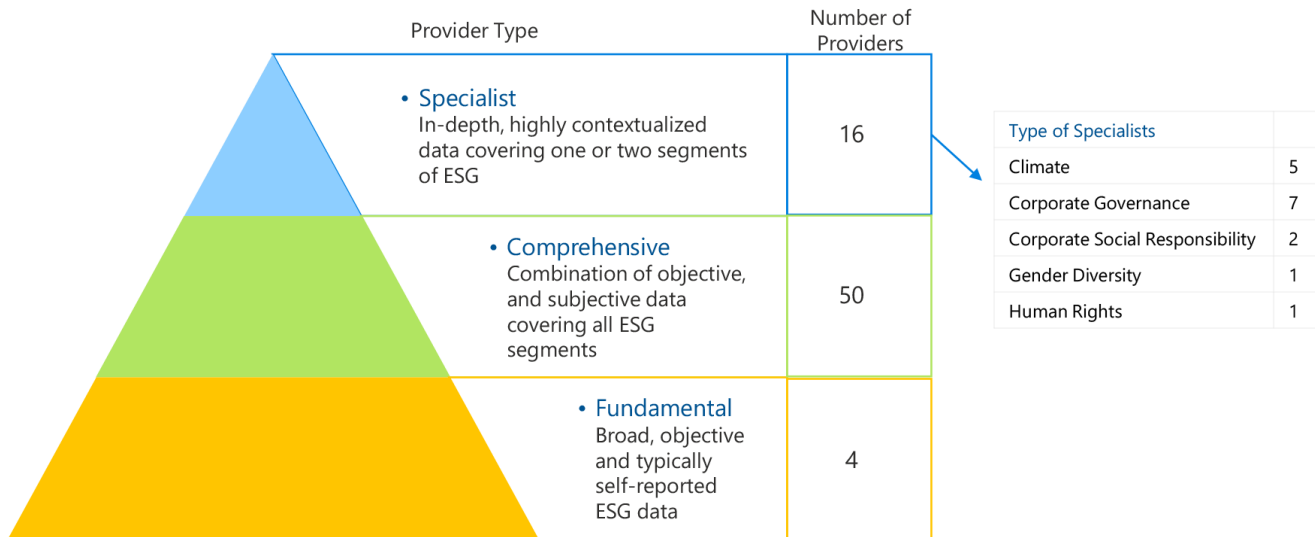 Provider Type
Number of
Providers
• Specialist
In-depth, highly contextualized
data covering one or two segments
of ESG
16
• Comprehensive
Combination of objective,
and subjective data
covering all ESG
segments
50
• Fundamental
Broad, objective
and typically
self-reported
ESG data
4
Type of Specialists
Climate 5
Corporate Governance 7
Corporate Social Responsibility 2
Gender Diversity 1
Human Rights 1